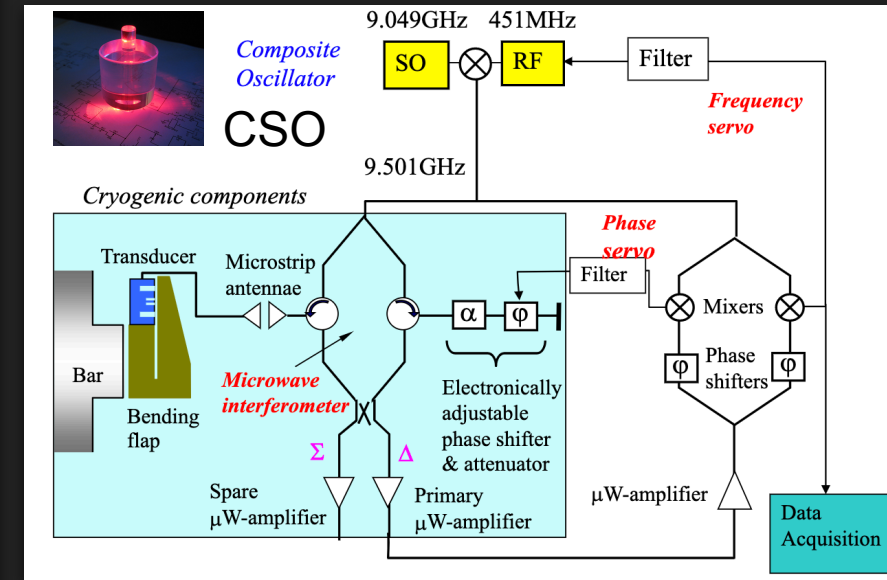 9.049GHz 451MHz
Composite
Oscillator
SO
RF
Filter
CSO
Frequency
servo
9.501GHz
Cryogenic components
Phase
servo
Transducer
Microstrip
antennae
Filter
α
φ
Mixers
Bar
Microwave
interferometer
Electronically
adjustable
phase shifter
& attenuator
φ
Phase
shifters
φ
Bending
flap
Σ
Δ
Spare
μW-amplifier
Primary
μW-amplifier
μW-amplifier
Data
Acquisition